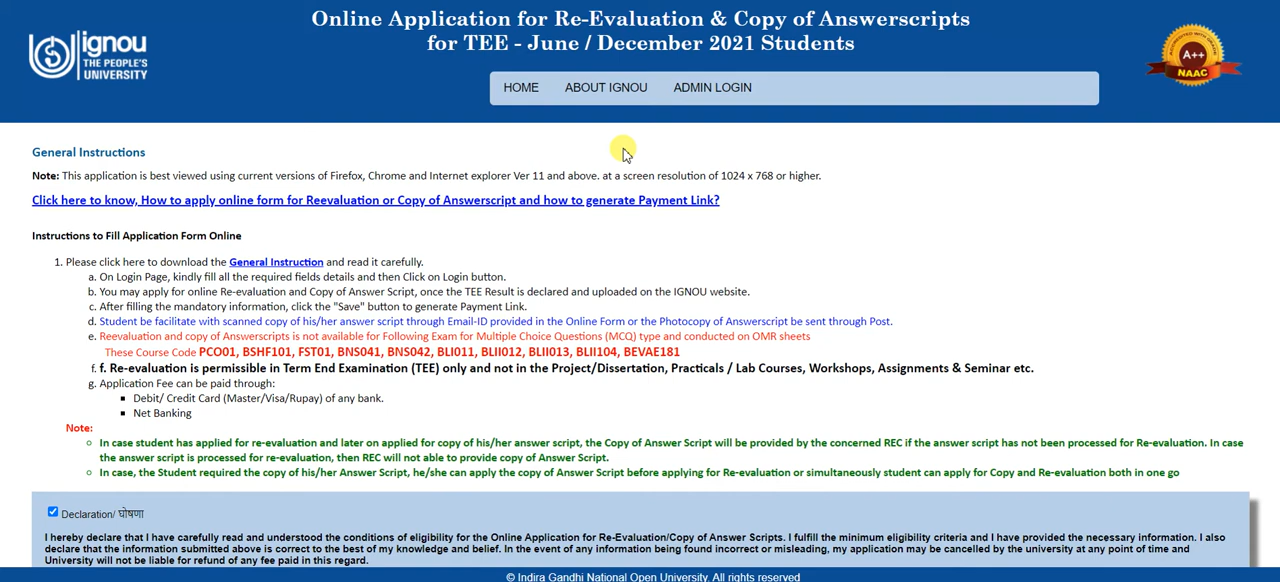 Online Application for Re-Evaluation & Copy of Answerscripts
for TEE - June / December 2021 Students
ignou
THE PEOPLE'S
UNIVERSITY
ACCREDITED WITH GRADE
A++
NAAC
HOME ABOUT IGNOU ADMIN LOGIN
General Instructions
Note: This application is best viewed using current versions of Firefox, Chrome and Internet explorer Ver 11 and above. at a screen resolution of 1024 x 768 or higher.
Click here to know, How to apply online form for Reevaluation or Copy of Answerscript and how to generate Payment Link?
Instructions to Fill Application Form Online
1. Please click here to download the General Instruction and read it carefully.
a. On Login Page, kindly fill all the required fields details and then Click on Login button.
b. You may apply for online Re-evaluation and Copy of Answer Script, once the TEE Result is declared and uploaded on the IGNOU website.
c. After filling the mandatory information, click the "Save" button to generate Payment Link.
d. Student be facilitate with scanned copy of his/her answer script through Email-ID provided in the Online Form or the Photocopy of Answerscript be sent through Post.
e. Reevaluation and copy of Answerscripts is not available for Following Exam for Multiple Choice Questions (MCQ) type and conducted on OMR sheets
These Course Code PCO01, BSHF101, FST01, BNS041, BNS042, BLI011, BLII012, BLII013, BLII104, BEVAE181
f. f. Re-evaluation is permissible in Term End Examination (TEE) only and not in the Project/Dissertation, Practicals / Lab Courses, Workshops, Assignments & Seminar etc.
g. Application Fee can be paid through:
Debit/ Credit Card (Master/Visa/Rupay) of any bank.
Net Banking
Note:
In case student has applied for re-evaluation and later on applied for copy of his/her answer script, the Copy of Answer Script will be provided by the concerned REC if the answer script has not been processed for Re-evaluation. In case
the answer script is processed for re-evaluation, then REC will not able to provide copy of Answer Script.
In case, the Student required the copy of his/her Answer Script, he/she can apply the copy of Answer Script before applying for Re-evaluation or simultaneously student can apply for Copy and Re-evaluation both in one go
Declaration/ घोषणा
I hereby declare that I have carefully read and understood the conditions of eligibility for the Online Application for Re-Evaluation/Copy of Answer Scripts. I fulfill the minimum eligibility criteria and I have provided the necessary information. I also
declare that the information submitted above is correct to the best of my knowledge and belief. In the event of any information being found incorrect or misleading, my application may be cancelled by the university at any point of time and
University will not be liable for refund of any fee paid in this regard.
© Indira Gandhi National Open University. All rights reserved